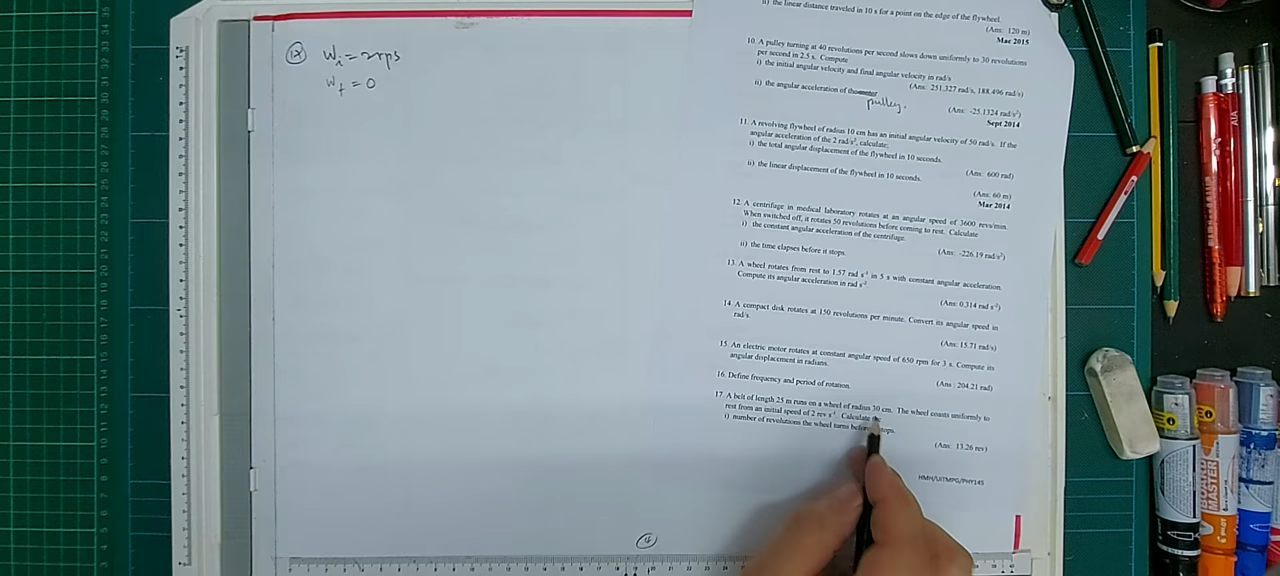 17 ωi = 2rps
ωf = 0
ii) the linear distance traveled in 10 s for a point on the edge of the flywheel.
(Ans: 120 m)
Mac 2015
10. A pulley turning at 40 revolutions per second slows down uniformly to 30 revolutions
per second in 2.5 s. Compute
i) the initial angular velocity and final angular velocity in rad/s
(Ans: 251.327 rad/s, 188.496 rad/s)
ii) the angular acceleration of the motor
pulley.
(Ans: -25.1324 rad/s²)
Sept 2014
11. A revolving flywheel of radius 10 cm has an initial angular velocity of 50 rad/s. If the
angular acceleration of the 2 rad/s², calculate;
i) the total angular displacement of the flywheel in 10 seconds.
(Ans: 600 rad)
ii) the linear displacement of the flywheel in 10 seconds.
(Ans: 60 m)
Mar 2014
12. A centrifuge in medical laboratory rotates at an angular speed of 3600 revs/min.
When switched off, it rotates 50 revolutions before coming to rest. Calculate
i) the constant angular acceleration of the centrifuge.
(Ans: -226.19 rad/s²)
ii) the time elapses before it stops.
13. A wheel rotates from rest to 1.57 rad s⁻¹ in 5 s with constant angular acceleration.
Compute its angular acceleration in rad s⁻².
(Ans: 0.314 rad s⁻²)
14. A compact disk rotates at 150 revolutions per minute. Convert its angular speed in
rad/s.
(Ans: 15.71 rad/s)
15. An electric motor rotates at constant angular speed of 650 rpm for 3 s. Compute its
angular displacement in radians.
(Ans: 204.21 rad)
16. Define frequency and period of rotation.
17. A belt of length 25 m runs on a wheel of radius 30 cm. The wheel coasts uniformly to
rest from an initial speed of 2 rev s⁻¹. Calculate the
i) number of revolutions the wheel turns before stops.
(Ans: 13.26 rev)
HMH/UITMPG/PHY145
BOARD
MASTER
PILOT